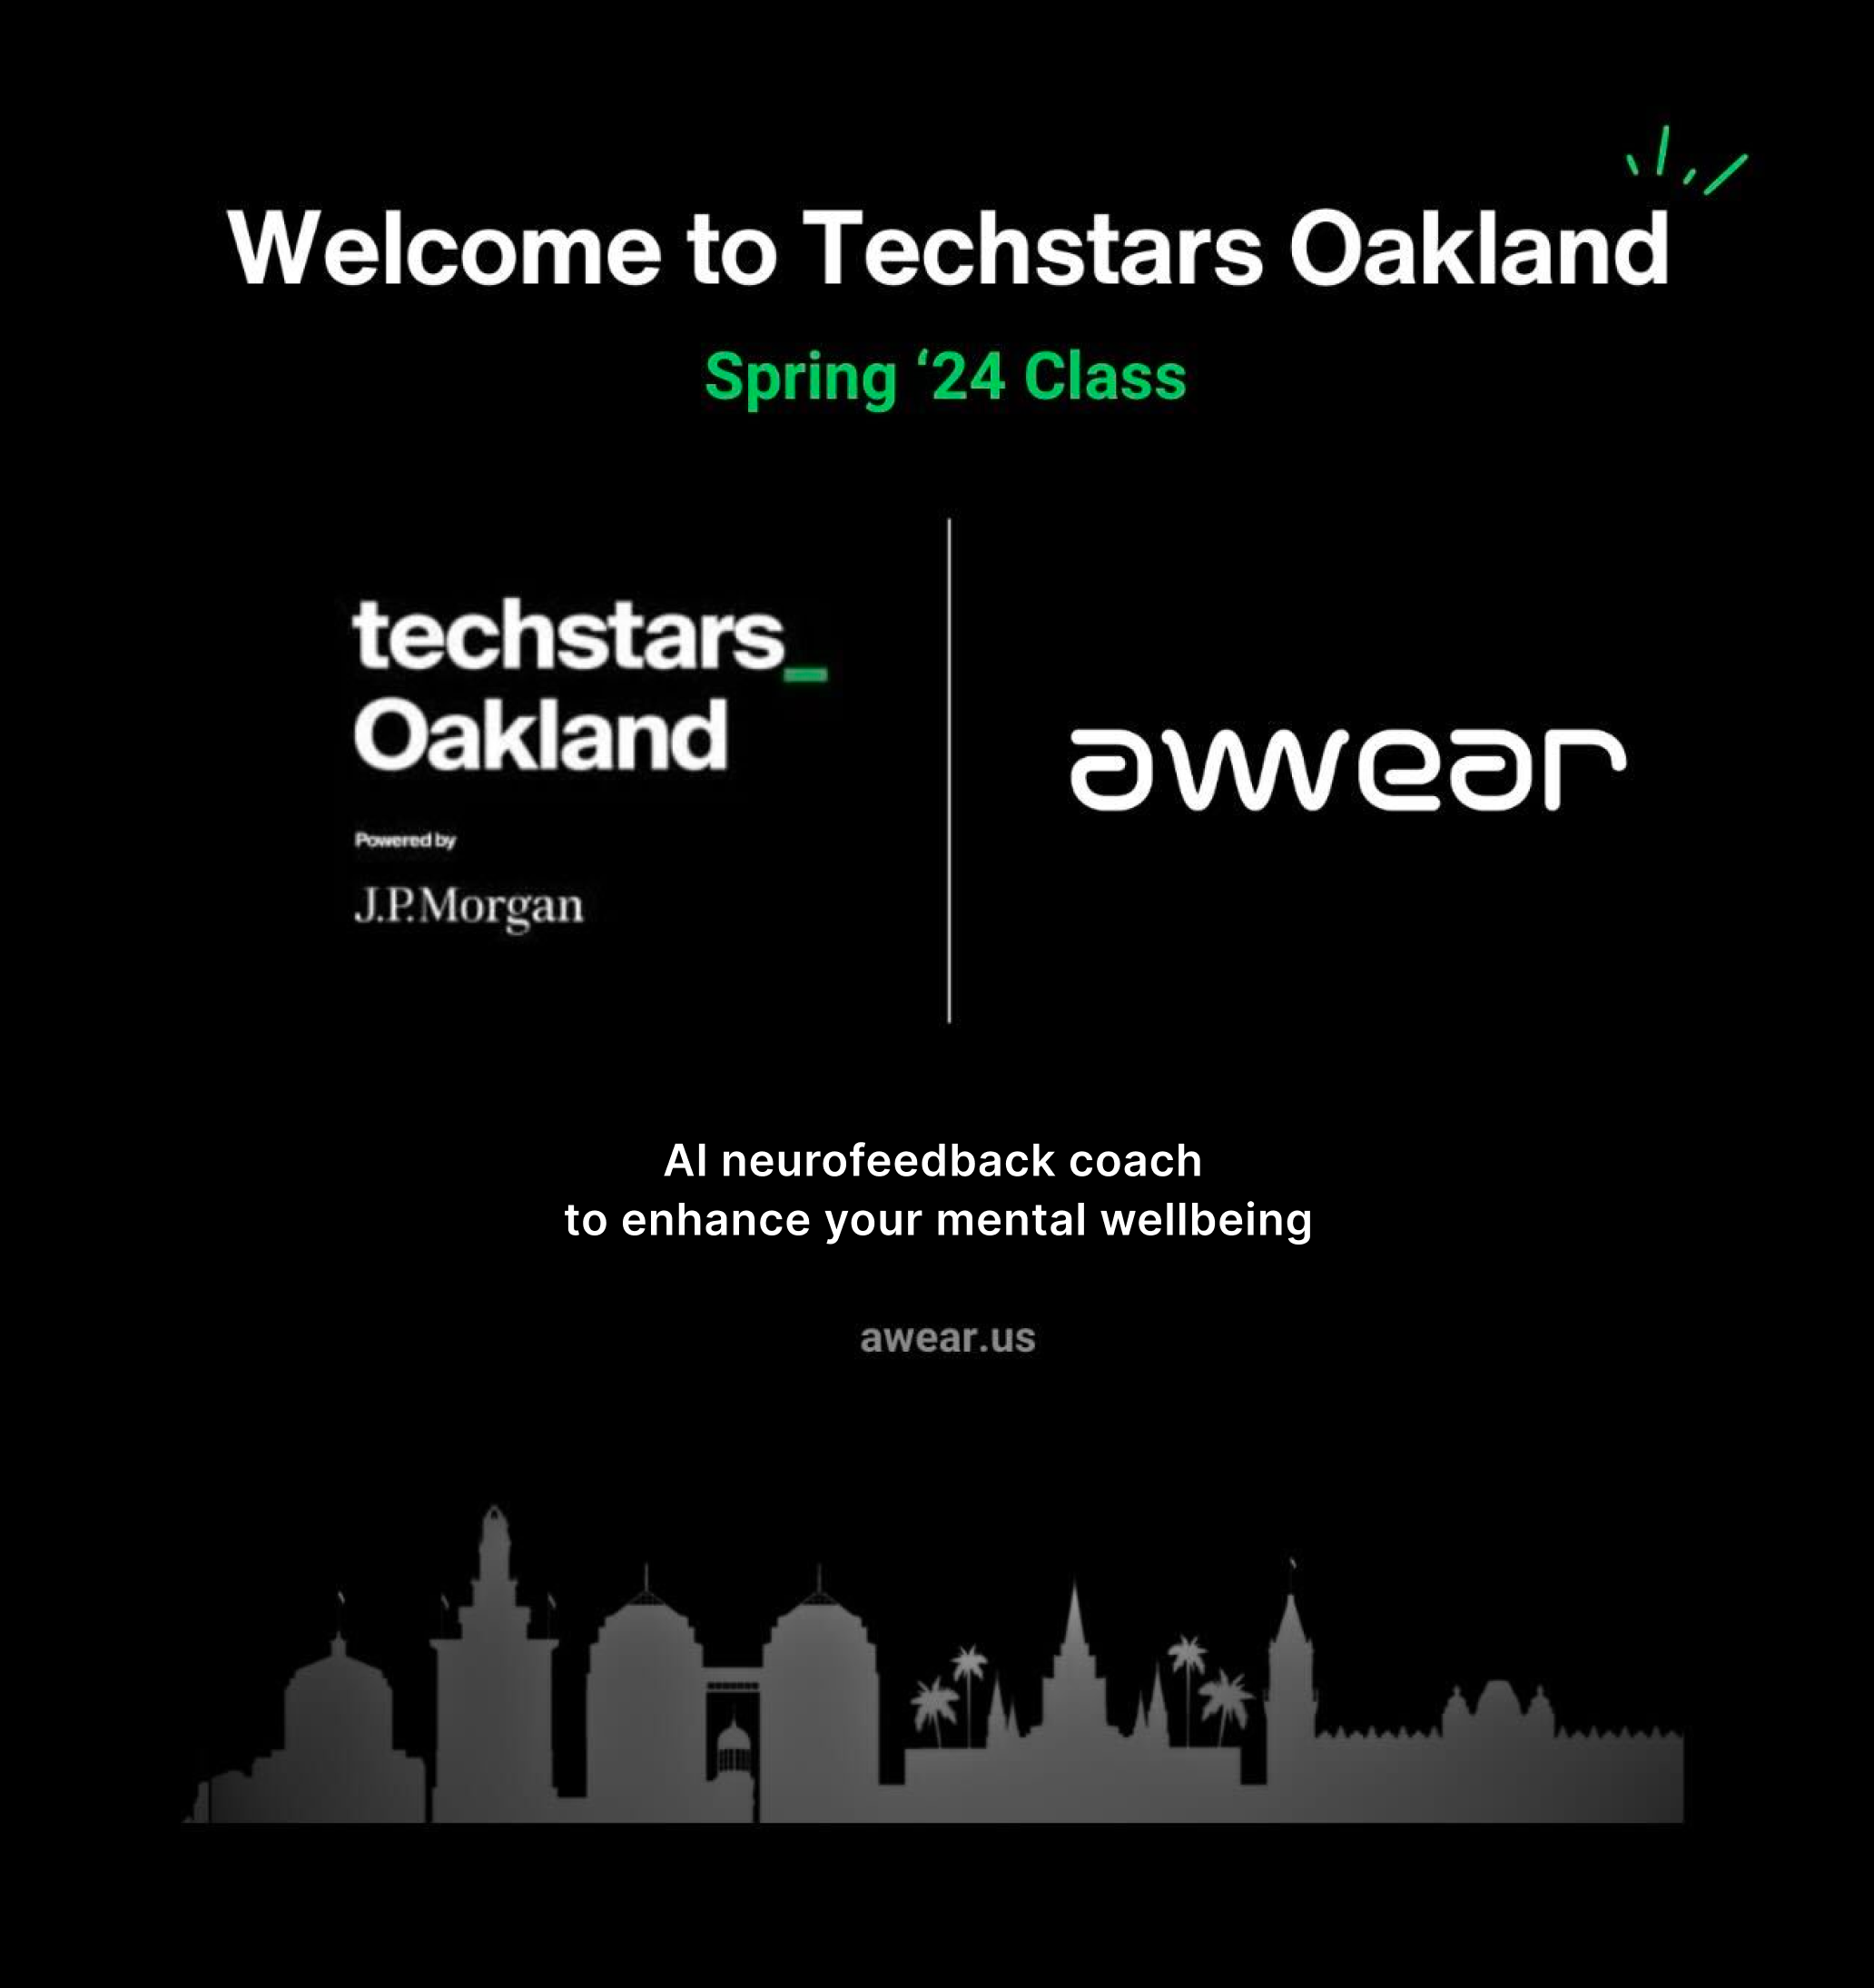 Welcome to Techstars Oakland
Spring ‘24 Class
techstars_
Oakland
Powered by
J.P.Morgan
awear
AI neurofeedback coach
to enhance your mental wellbeing
awear.us